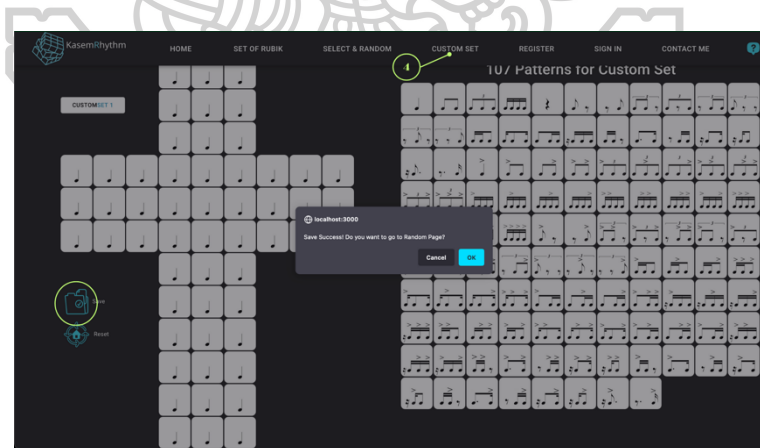 KasemRhythm
HOME
SET OF RUBIK
SELECT & RANDOM
CUSTOM SET
REGISTER
SIGN IN
CONTACT ME
?
4
107 Patterns for Custom Set
CUSTOMSET 1
localhost:3000
Save Success! Do you want to go to Random Page?
Cancel
OK
Save
Reset